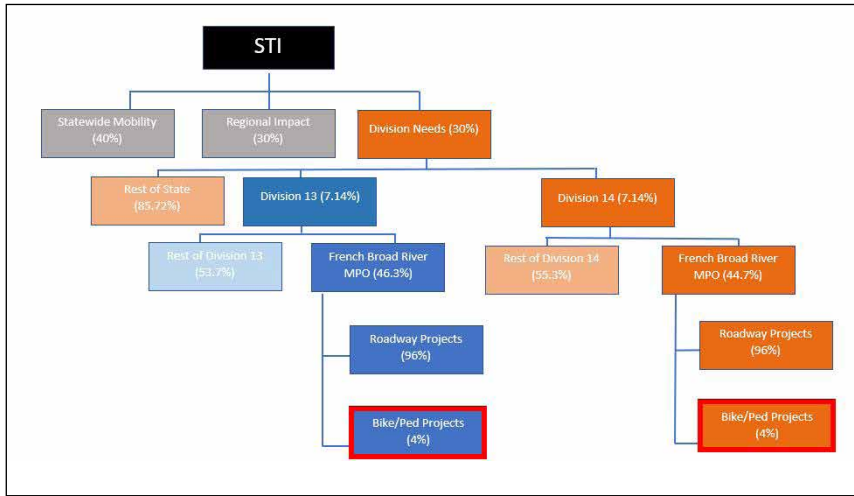 STI
Statewide Mobility
(40%)
Regional Impact
(30%)
Division Needs (30%)
Rest of State
(85.72%)
Division 13 (7.14%)
Division 14 (7.14%)
Rest of Division 13
(53.7%)
French Broad River
MPO (46.3%)
Rest of Division 14
(55.3%)
French Broad River
MPO (44.7%)
Roadway Projects
(96%)
Roadway Projects
(96%)
Bike/Ped Projects
(4%)
Bike/Ped Projects
(4%)